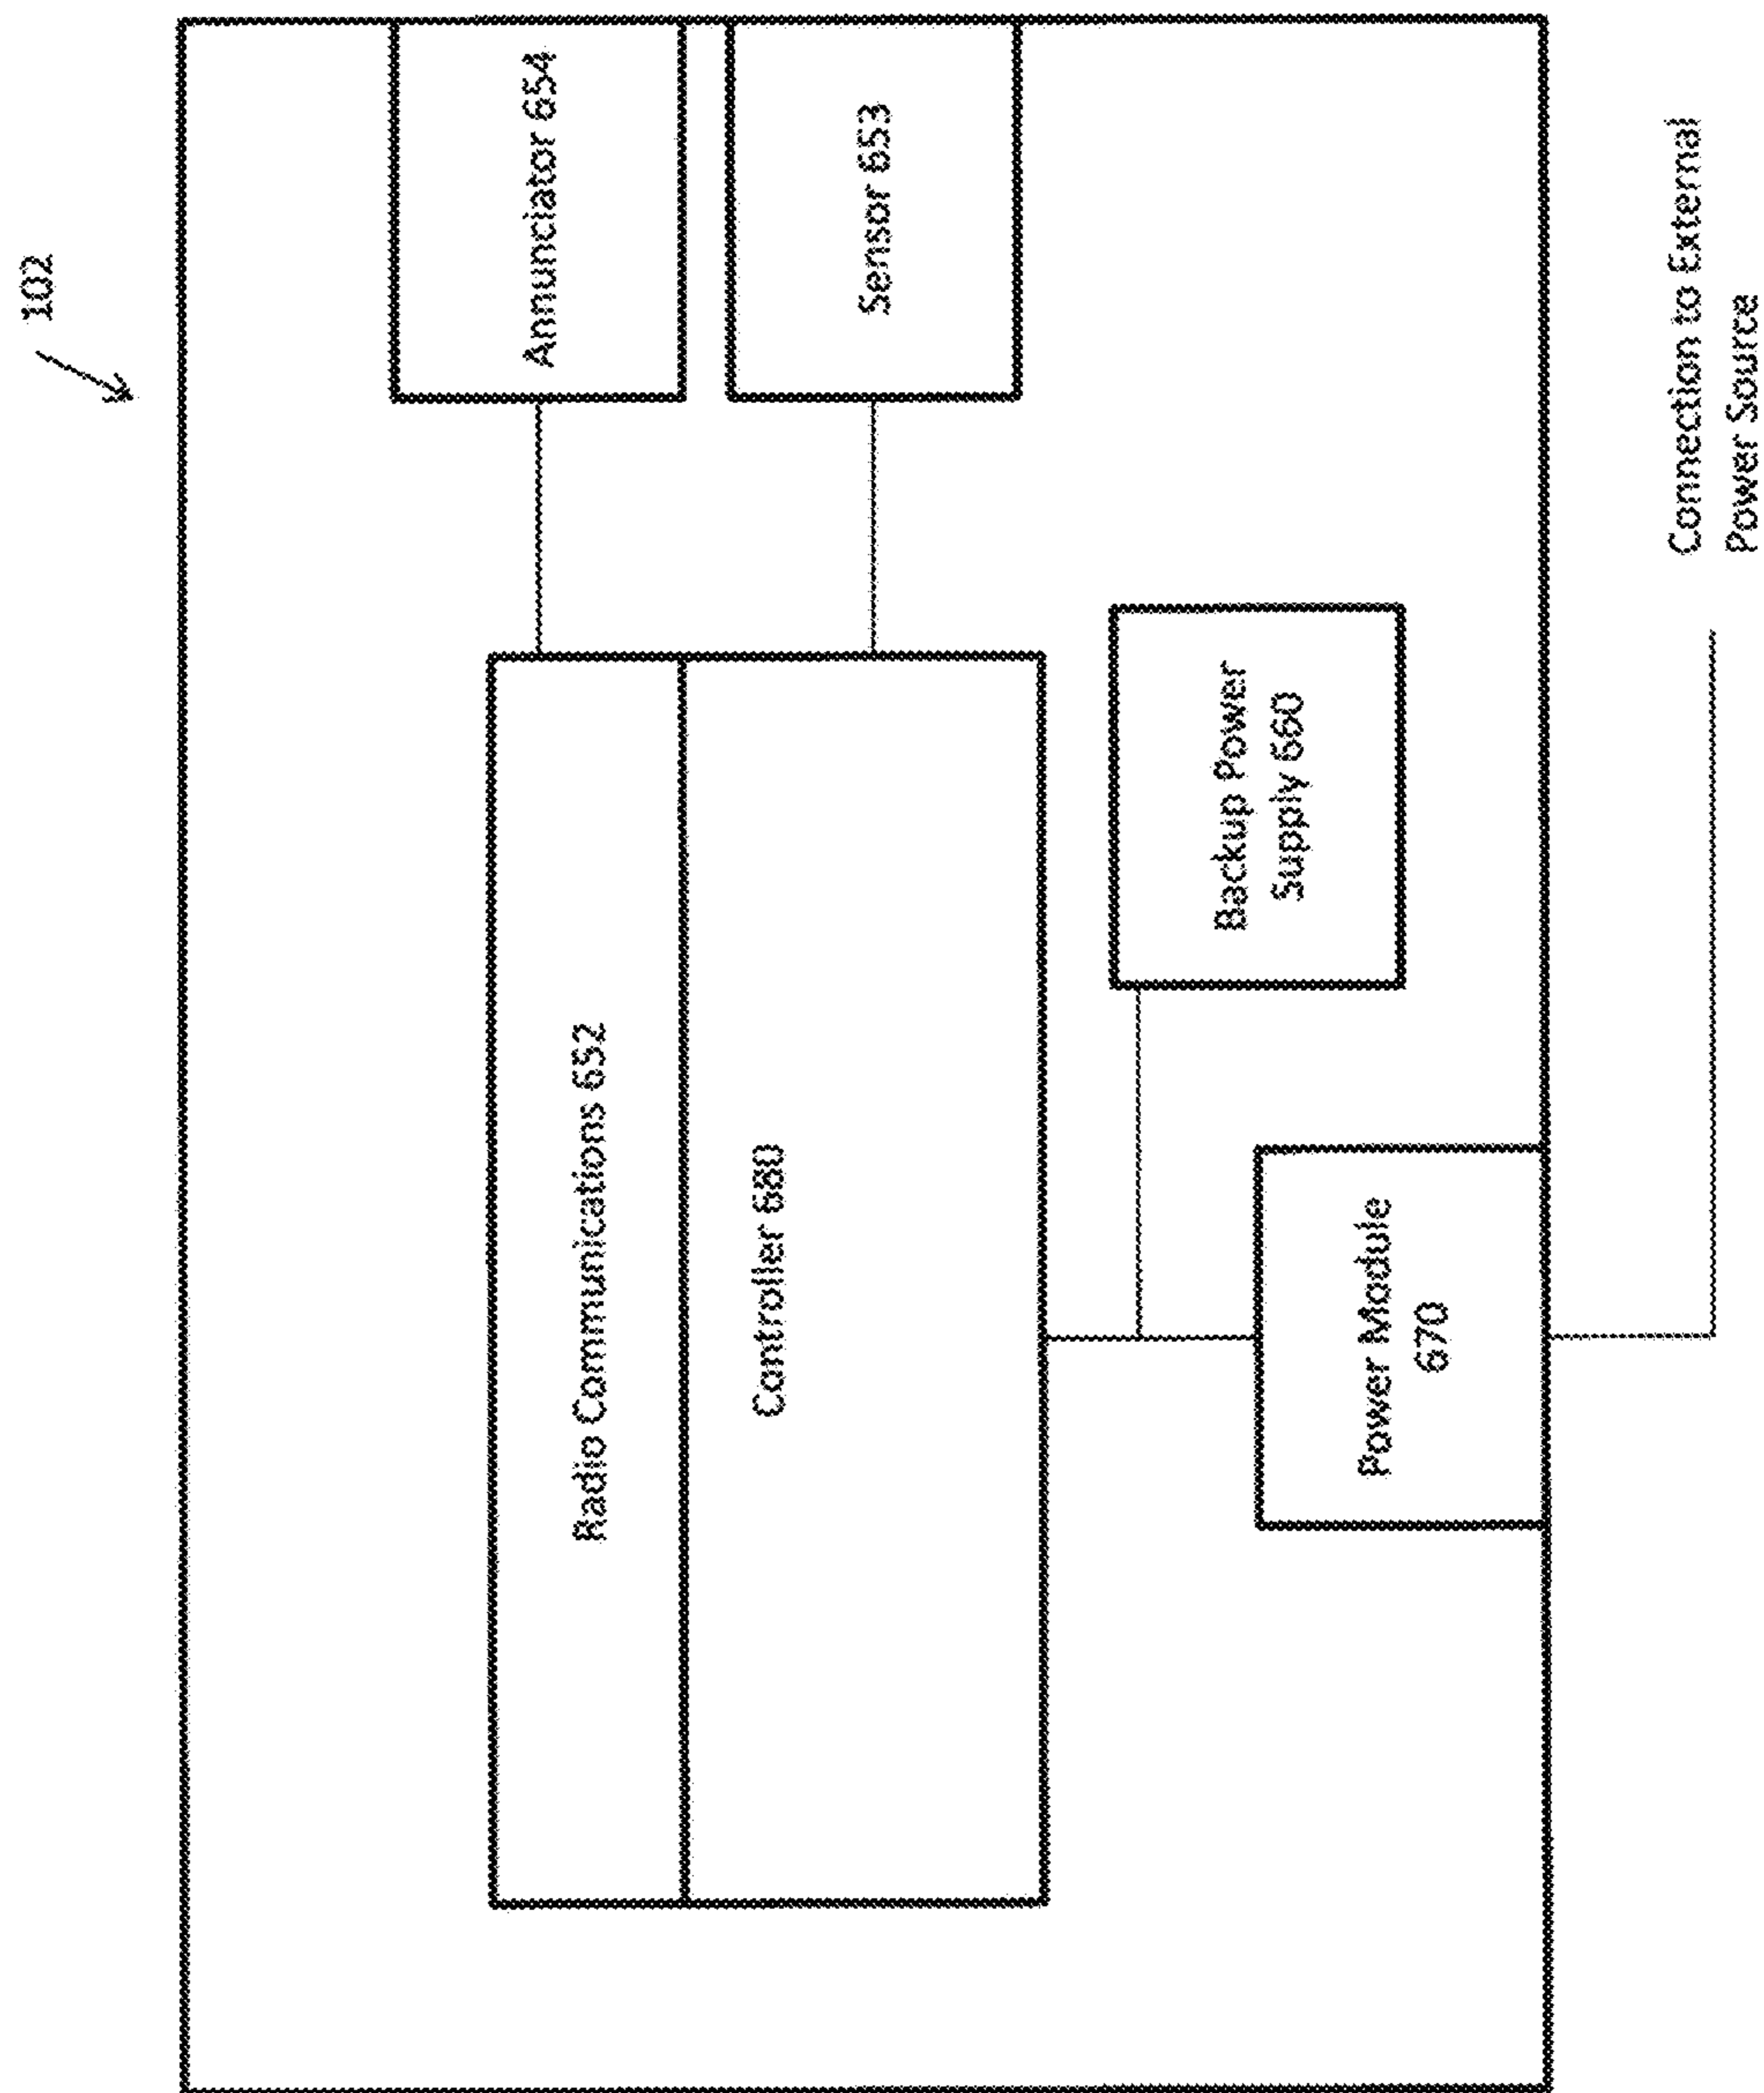 102
Annunciator 654
Sensor 653
Radio Communications 652
Controller 680
Backup Power
Supply 660
Power Module
670
Connection to External
Power Source